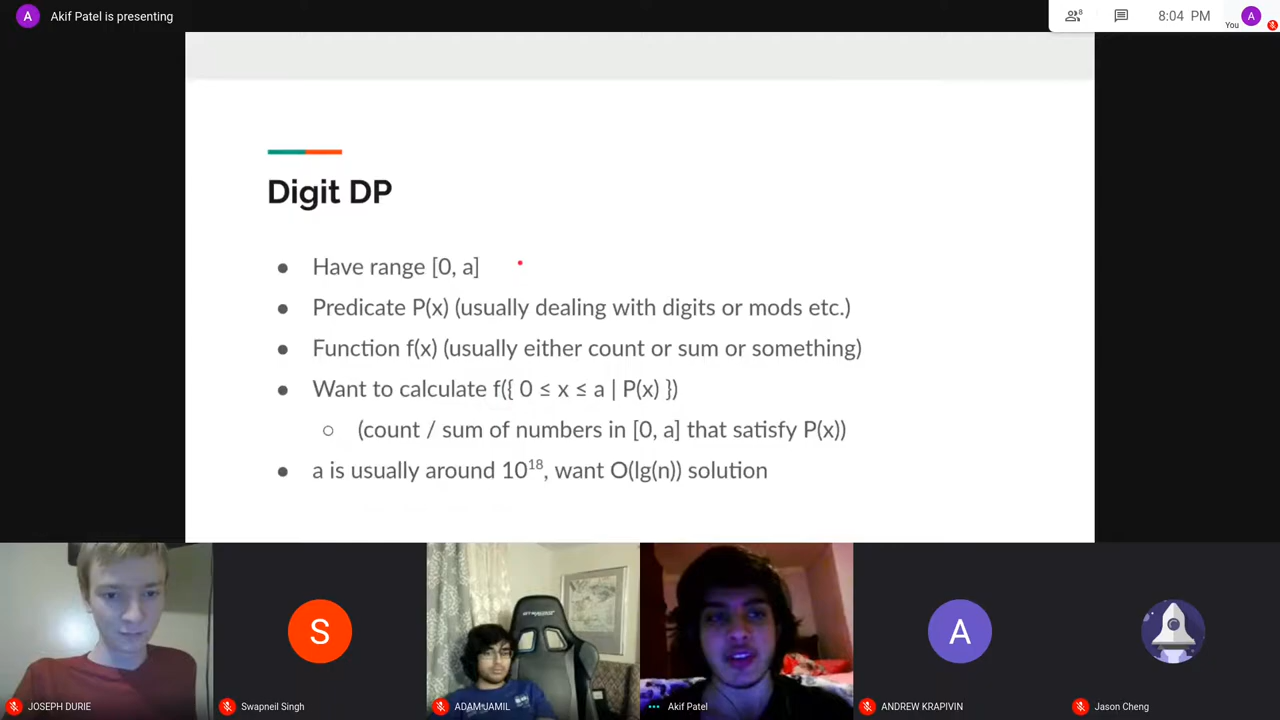 A
Akif Patel is presenting
8
8:04 PM
You
A
Digit DP
● Have range [0, a]
● Predicate P(x) (usually dealing with digits or mods etc.)
● Function f(x) (usually either count or sum or something)
● Want to calculate f({ 0 ≤ x ≤ a | P(x) })
○ (count / sum of numbers in [0, a] that satisfy P(x))
● a is usually around 10¹⁸, want O(lg(n)) solution
S
A
JOSEPH DURIE
Swapneil Singh
ADAM JAMIL
Akif Patel
ANDREW KRAPIVIN
Jason Cheng